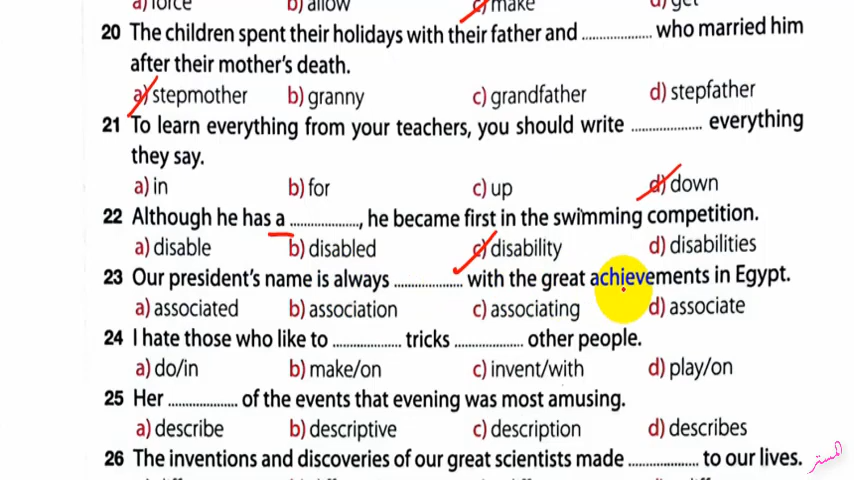 a) force b) allow c) make d) get
20 The children spent their holidays with their father and .................. who married him
after their mother's death.
a) stepmother b) granny c) grandfather d) stepfather
21 To learn everything from your teachers, you should write .................. everything
they say.
a) in b) for c) up d) down
22 Although he has a .................., he became first in the swimming competition.
a) disable b) disabled c) disability d) disabilities
23 Our president's name is always .................. with the great achievements in Egypt.
a) associated b) association c) associating d) associate
24 I hate those who like to .................. tricks .................. other people.
a) do/in b) make/on c) invent/with d) play/on
25 Her .................. of the events that evening was most amusing.
a) describe b) descriptive c) description d) describes
26 The inventions and discoveries of our great scientists made .................. to our lives.